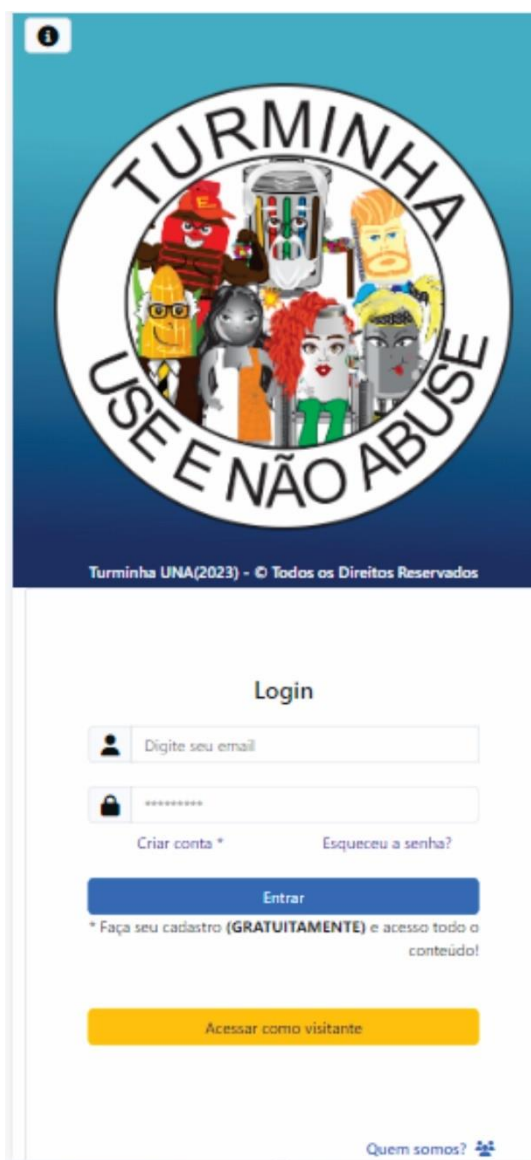 TURMINHA
USE E NÃO ABUSE
E
Turminha UNA(2023) - © Todos os Direitos Reservados
Login
Digite seu email
*********
Criar conta * Esqueceu a senha?
Entrar
* Faça seu cadastro (GRATUITAMENTE) e acesso todo o
conteúdo!
Acessar como visitante
Quem somos?